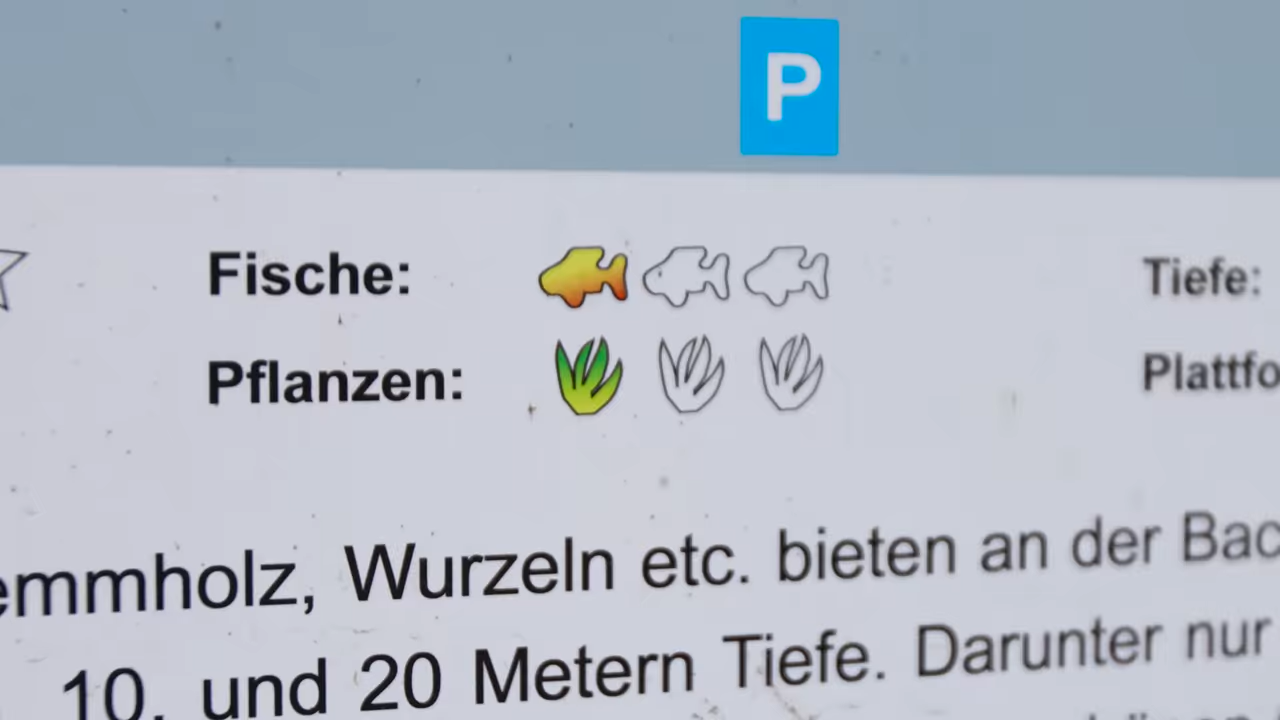 P
Fische:
Tiefe:
Pflanzen:
Plattfo
emmholz, Wurzeln etc. bieten an der Bac
10, und 20 Metern Tiefe. Darunter nur